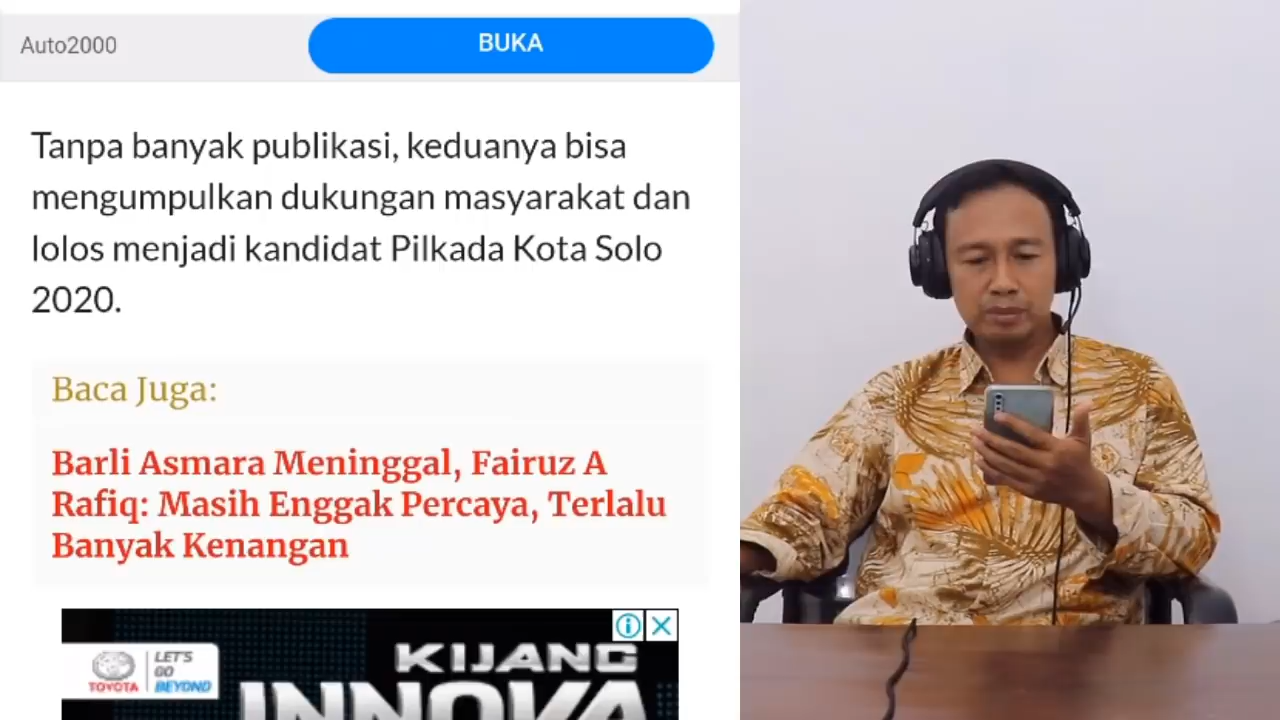 Auto2000
BUKA
Tanpa banyak publikasi, keduanya bisa
mengumpulkan dukungan masyarakat dan
lolos menjadi kandidat Pilkada Kota Solo
2020.
Baca Juga:
Barli Asmara Meninggal, Fairuz A
Rafiq: Masih Enggak Percaya, Terlalu
Banyak Kenangan
TOYOTA
LET'S
GO
BEYOND
KIJANG
INNOVA